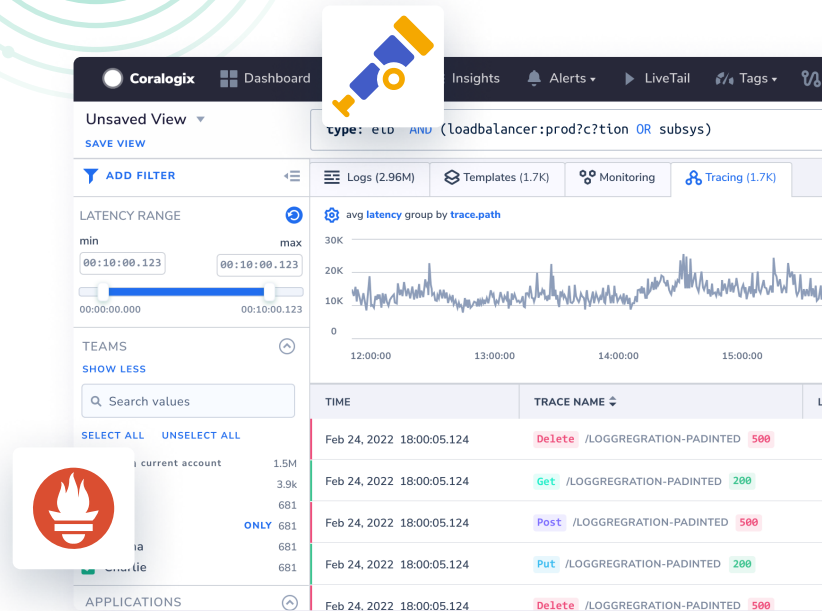 Coralogix
Dashboard
Insights
Alerts
LiveTail
Tags
Unsaved View
SAVE VIEW
type: elb AND (loadbalancer:prod?c?tion OR subsys)
ADD FILTER
Logs (2.96M)
Templates (1.7K)
Monitoring
Tracing (1.7K)
LATENCY RANGE
min
max
00:10:00.123
00:10:00.123
00:00:00.000
00:10:00.123
avg latency group by trace.path
30K
20K
10K
0
12:00:00
13:00:00
14:00:00
15:00:00
TEAMS
SHOW LESS
Search values
SELECT ALL UNSELECT ALL
current account 1.5M
3.9k
681
ONLY 681
681
Charlie 681
APPLICATIONS
TIME
TRACE NAME
Feb 24, 2022 18:00:05.124 Delete /LOGGREGRATION-PADINTED 500
Feb 24, 2022 18:00:05.124 Get /LOGGREGRATION-PADINTED 200
Feb 24, 2022 18:00:05.124 Post /LOGGREGRATION-PADINTED 500
Feb 24, 2022 18:00:05.124 Put /LOGGREGRATION-PADINTED 200
Feb 24, 2022 18:00:05.124 Delete /LOGGREGRATION-PADINTED 500